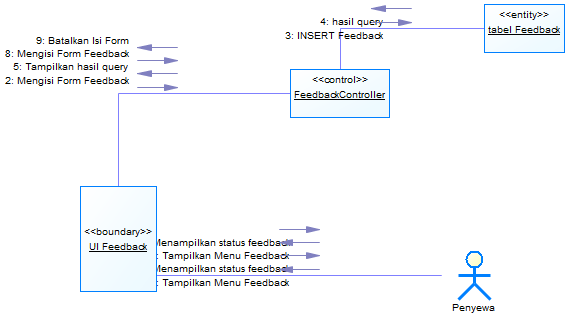 <<entity>>
tabel Feedback
4: hasil query
3: INSERT Feedback
9: Batalkan Isi Form
8: Mengisi Form Feedback
5: Tampilkan hasil query
2: Mengisi Form Feedback
<<control>>
FeedbackController
<<boundary>>
UI Feedback
Menampilkan status feedback
: Tampilkan Menu Feedback
Menampilkan status feedback
: Tampilkan Menu Feedback
Penyewa